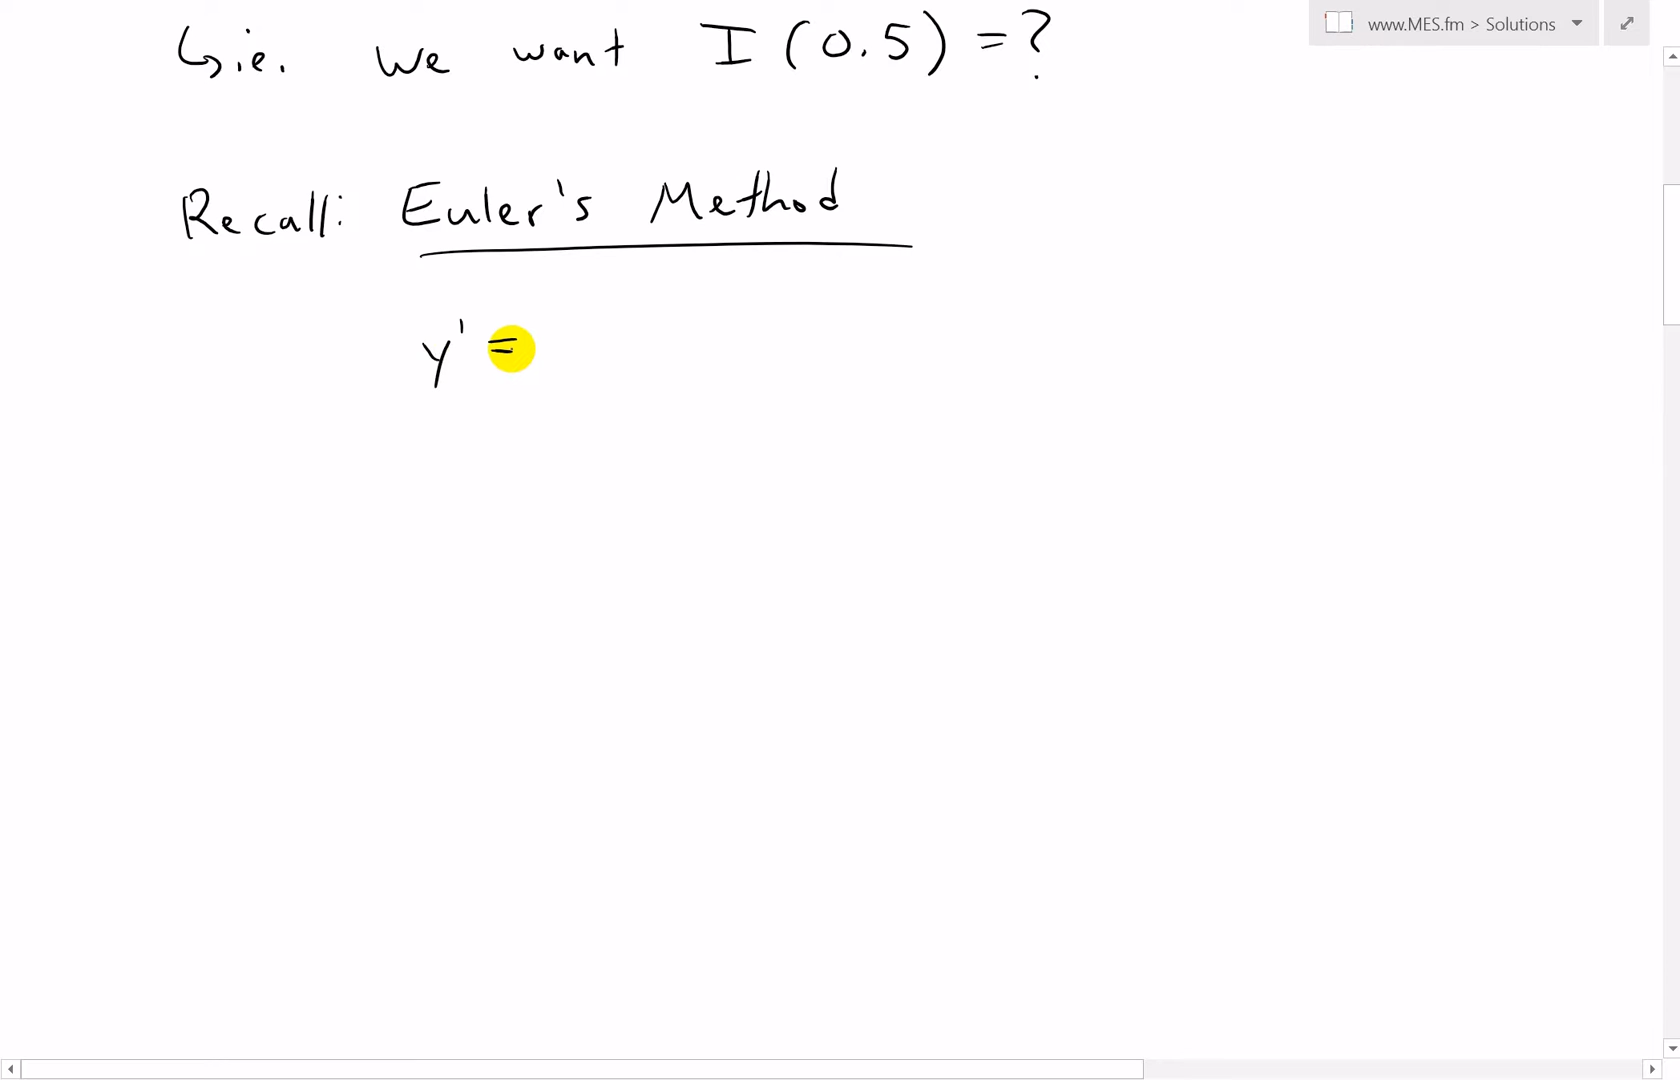 ↳ i.e. We want I(0.5) = ?
www.MES.fm > Solutions
Recall: Euler's Method
y' =